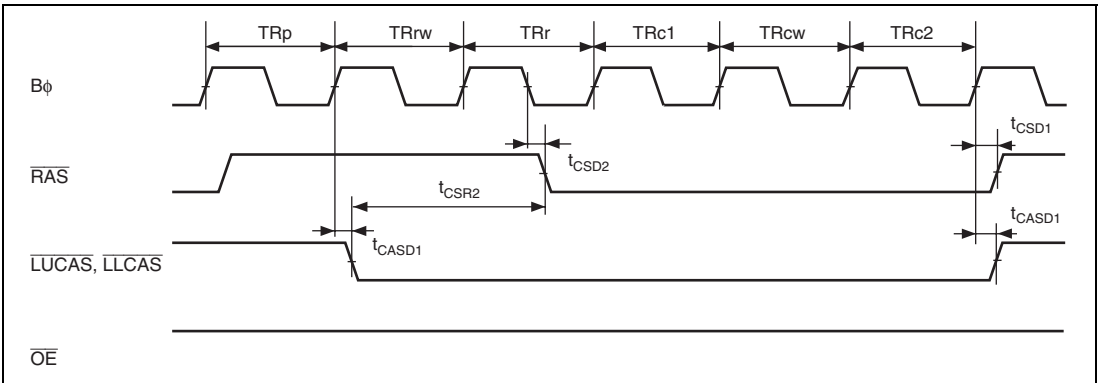 TRp TRrw TRr TRc1 TRcw TRc2
Bϕ
tCSD1
RAS
tCSD2
tCSR2
tCASD1
tCASD1
LUCAS, LLCAS
OE